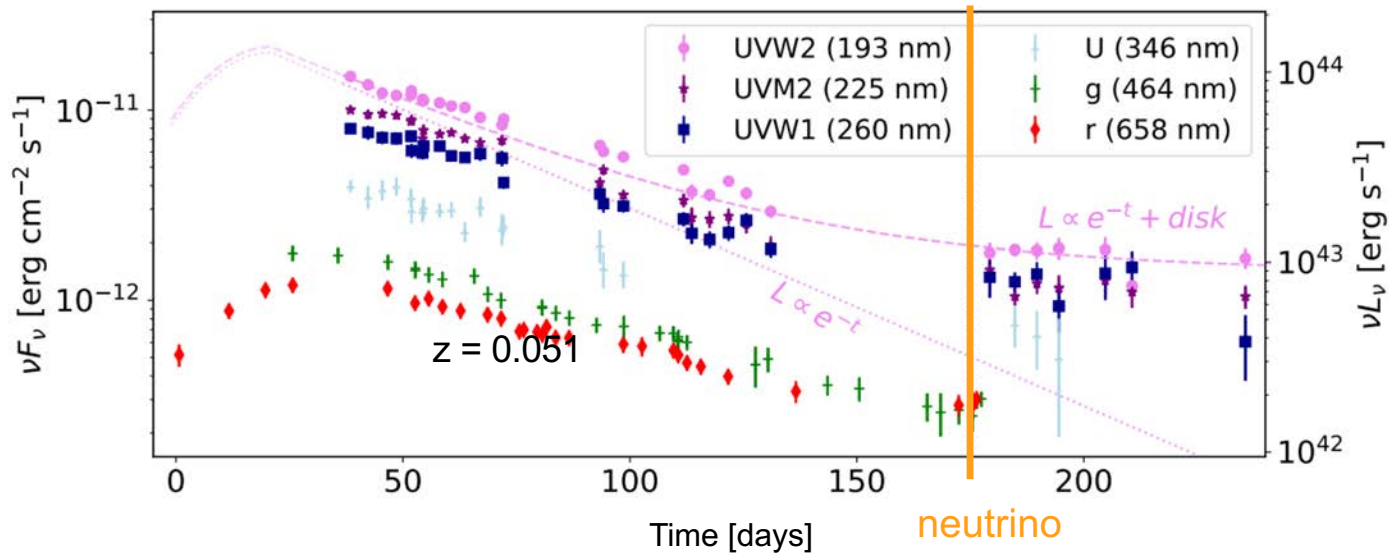 UVW2 (193 nm)
UVM2 (225 nm)
UVW1 (260 nm)
U (346 nm)
g (464 nm)
r (658 nm)
10⁻¹¹
10⁻¹²
νFν [erg cm⁻² s⁻¹]
10⁴⁴
10⁴³
10⁴²
νLν [erg s⁻¹]
L ∝ e⁻ᵗ + disk
L ∝ e⁻ᵗ
z = 0.051
0 50 100 150 200
Time [days]
neutrino